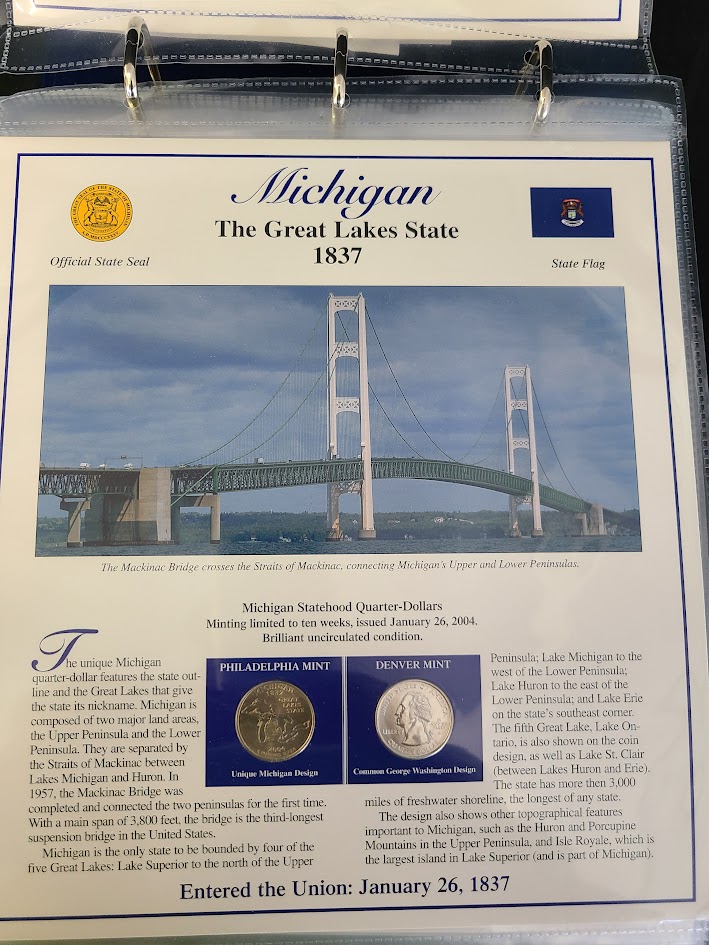 Michigan
The Great Lakes State
1837
Official State Seal
State Flag
The Mackinac Bridge crosses the Straits of Mackinac, connecting Michigan's Upper and Lower Peninsulas.
Michigan Statehood Quarter-Dollars
Minting limited to ten weeks, issued January 26, 2004.
Brilliant uncirculated condition.
The unique Michigan
quarter-dollar features the state out-
line and the Great Lakes that give
the state its nickname. Michigan is
composed of two major land areas,
the Upper Peninsula and the Lower
Peninsula. They are separated by
the Straits of Mackinac between
Lakes Michigan and Huron. In
1957, the Mackinac Bridge was
completed and connected the two peninsulas for the first time.
With a main span of 3,800 feet, the bridge is the third-longest
suspension bridge in the United States.
Michigan is the only state to be bounded by four of the
five Great Lakes: Lake Superior to the north of the Upper
PHILADELPHIA MINT
MICHIGAN
1837
GREAT
LAKES
STATE
2004
Unique Michigan Design
DENVER MINT
LIBERTY
Common George Washington Design
Peninsula; Lake Michigan to the
west of the Lower Peninsula;
Lake Huron to the east of the
Lower Peninsula; and Lake Erie
on the state's southeast corner.
The fifth Great Lake, Lake On-
tario, is also shown on the coin
design, as well as Lake St. Clair
(between Lakes Huron and Erie).
The state has more then 3,000
miles of freshwater shoreline, the longest of any state.
The design also shows other topographical features
important to Michigan, such as the Huron and Porcupine
Mountains in the Upper Peninsula, and Isle Royale, which is
the largest island in Lake Superior (and is part of Michigan).
Entered the Union: January 26, 1837